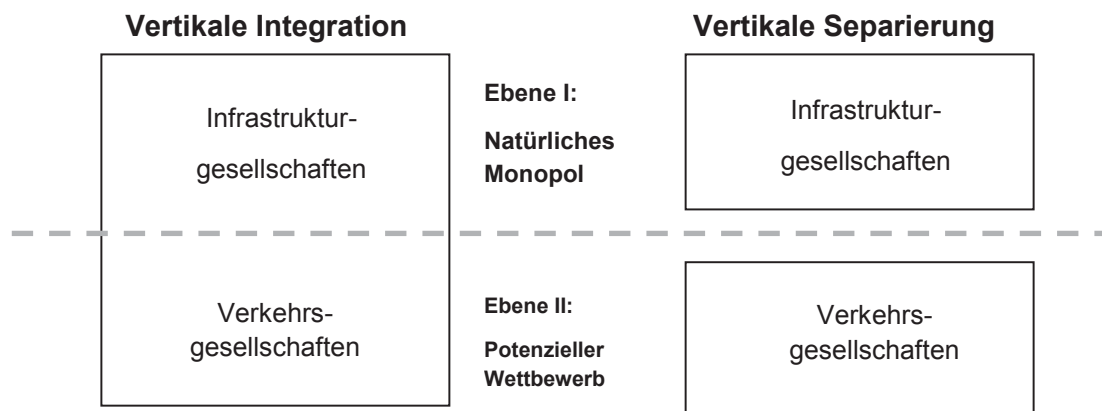 Vertikale Integration
Vertikale Separierung
Infrastruktur-
gesellschaften
Ebene I:
Natürliches
Monopol
Infrastruktur-
gesellschaften
Verkehrs-
gesellschaften
Ebene II:
Potenzieller
Wettbewerb
Verkehrs-
gesellschaften